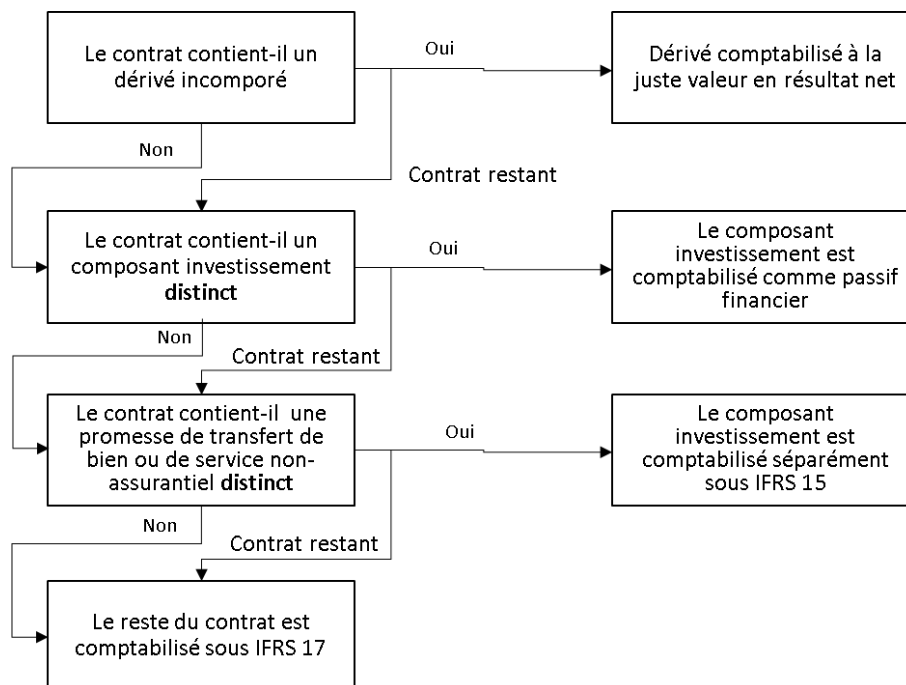 Le contrat contient-il un
dérivé incomporé
Oui
Dérivé comptabilisé à la
juste valeur en résultat net
Non
Contrat restant
Le contrat contient-il un
composant investissement
distinct
Oui
Le composant
investissement est
comptabilisé comme passif
financier
Non
Contrat restant
Le contrat contient-il une
promesse de transfert de
bien ou de service non-
assurantiel distinct
Oui
Le composant
investissement est
comptabilisé séparément
sous IFRS 15
Non
Contrat restant
Le reste du contrat est
comptabilisé sous IFRS 17